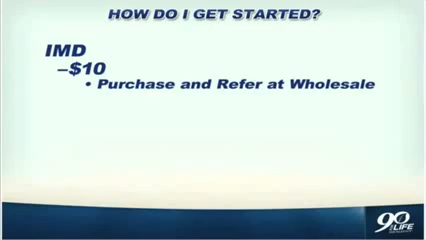 HOW DO I GET STARTED?
IMD
–$10
• Purchase and Refer at Wholesale
90
LIFE